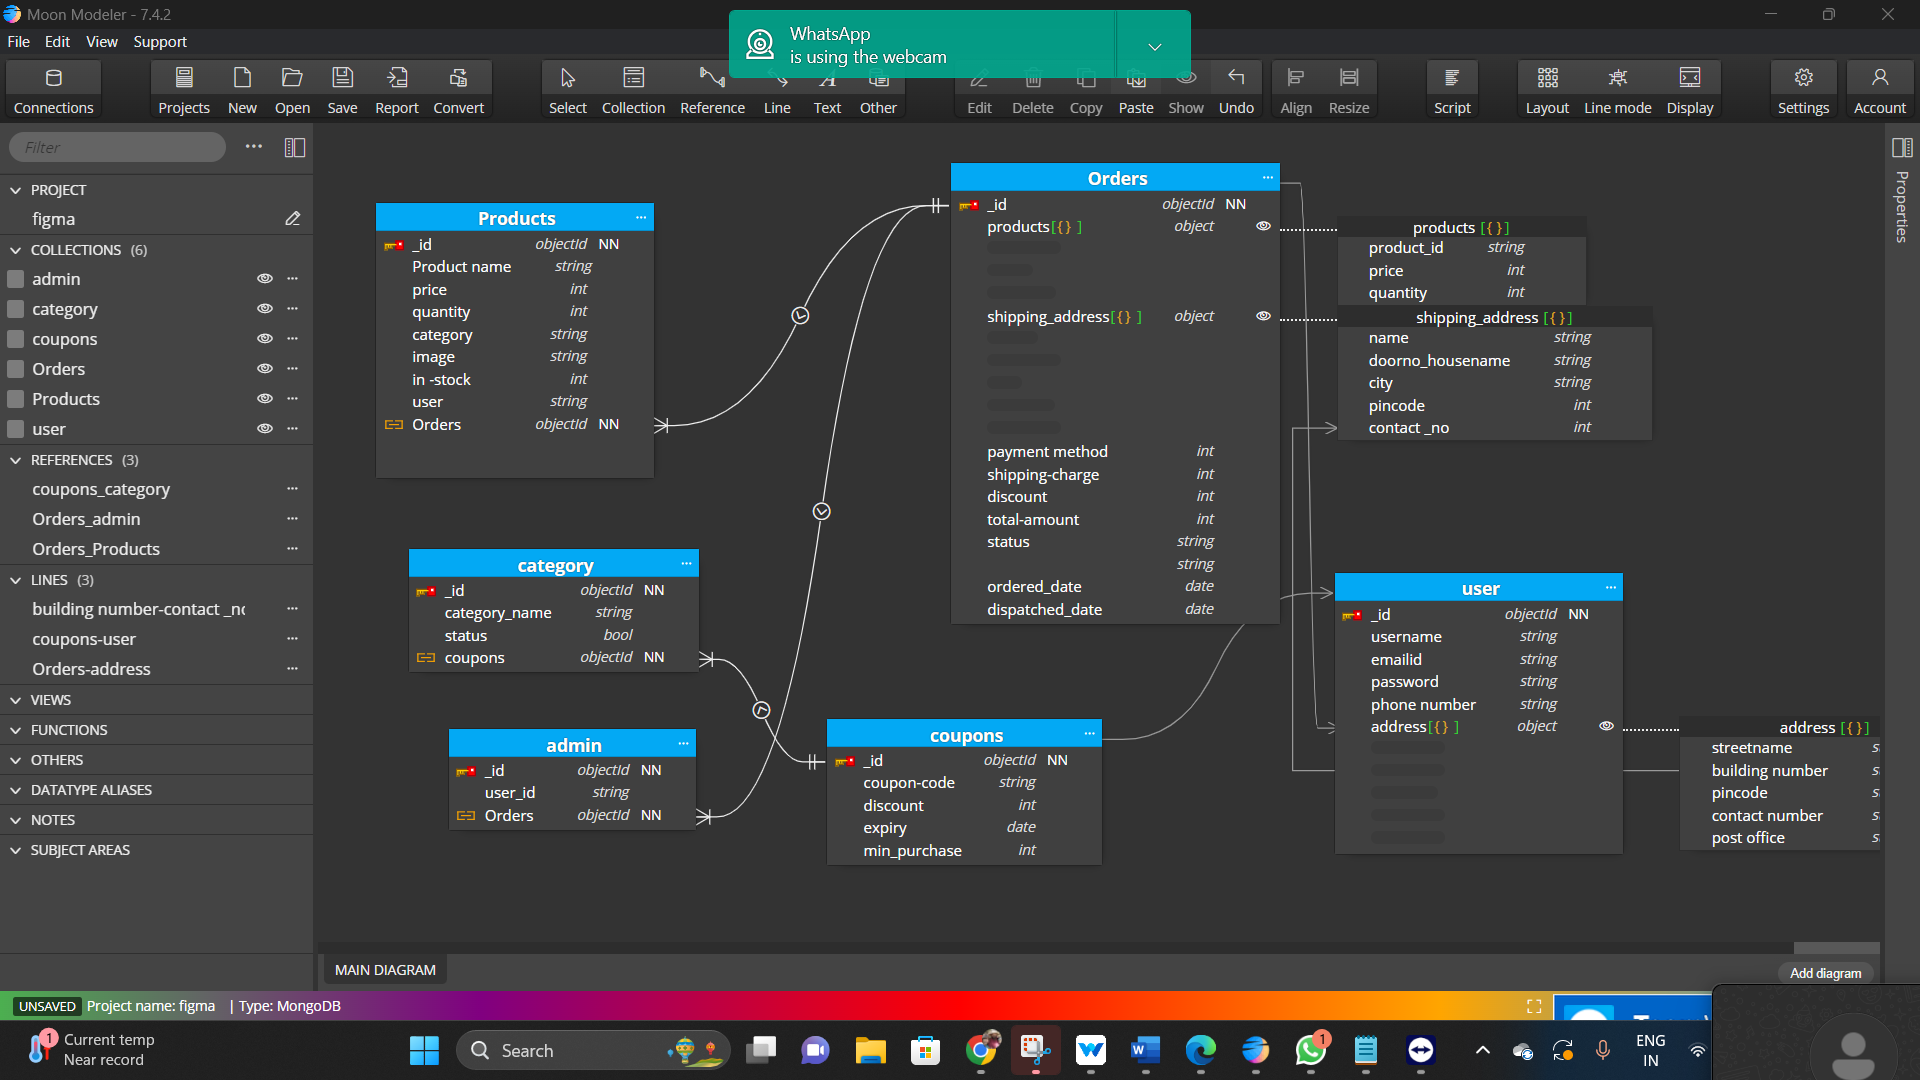 Moon Modeler - 7.4.2
File Edit View Support
WhatsApp
is using the webcam
Connections Projects New Open Save Report Convert Select Collection Reference Line Text Other Edit Delete Copy Paste Show Undo Align Resize Script Layout Line mode Display Settings Account
Filter
PROJECT
figma
COLLECTIONS (6)
admin
category
coupons
Orders
Products
user
REFERENCES (3)
coupons_category
Orders_admin
Orders_Products
LINES (3)
building number-contact _no
coupons-user
Orders-address
VIEWS
FUNCTIONS
OTHERS
DATATYPE ALIASES
NOTES
SUBJECT AREAS
Products
_id objectId NN
Product name string
price int
quantity int
category string
image string
in -stock int
user string
Orders objectId NN
category
_id objectId NN
category_name string
status bool
coupons objectId NN
admin
_id objectId NN
user_id string
Orders objectId NN
coupons
_id objectId NN
coupon-code string
discount int
expiry date
min_purchase int
Orders
_id objectId NN
products[{} ] object
shipping_address[{} ] object
payment method int
shipping-charge int
discount int
total-amount int
status string
string
ordered_date date
dispatched_date date
products [{}]
product_id string
price int
quantity int
shipping_address [{}]
name string
doorno_housename string
city string
pincode int
contact _no int
user
_id objectId NN
username string
emailid string
password string
phone number string
address[{} ] object
address [{}]
streetname s
building number s
pincode s
contact number s
post office s
Properties
MAIN DIAGRAM
Add diagram
UNSAVED Project name: figma | Type: MongoDB
1 Current temp
Near record
Search
1
ENG
IN